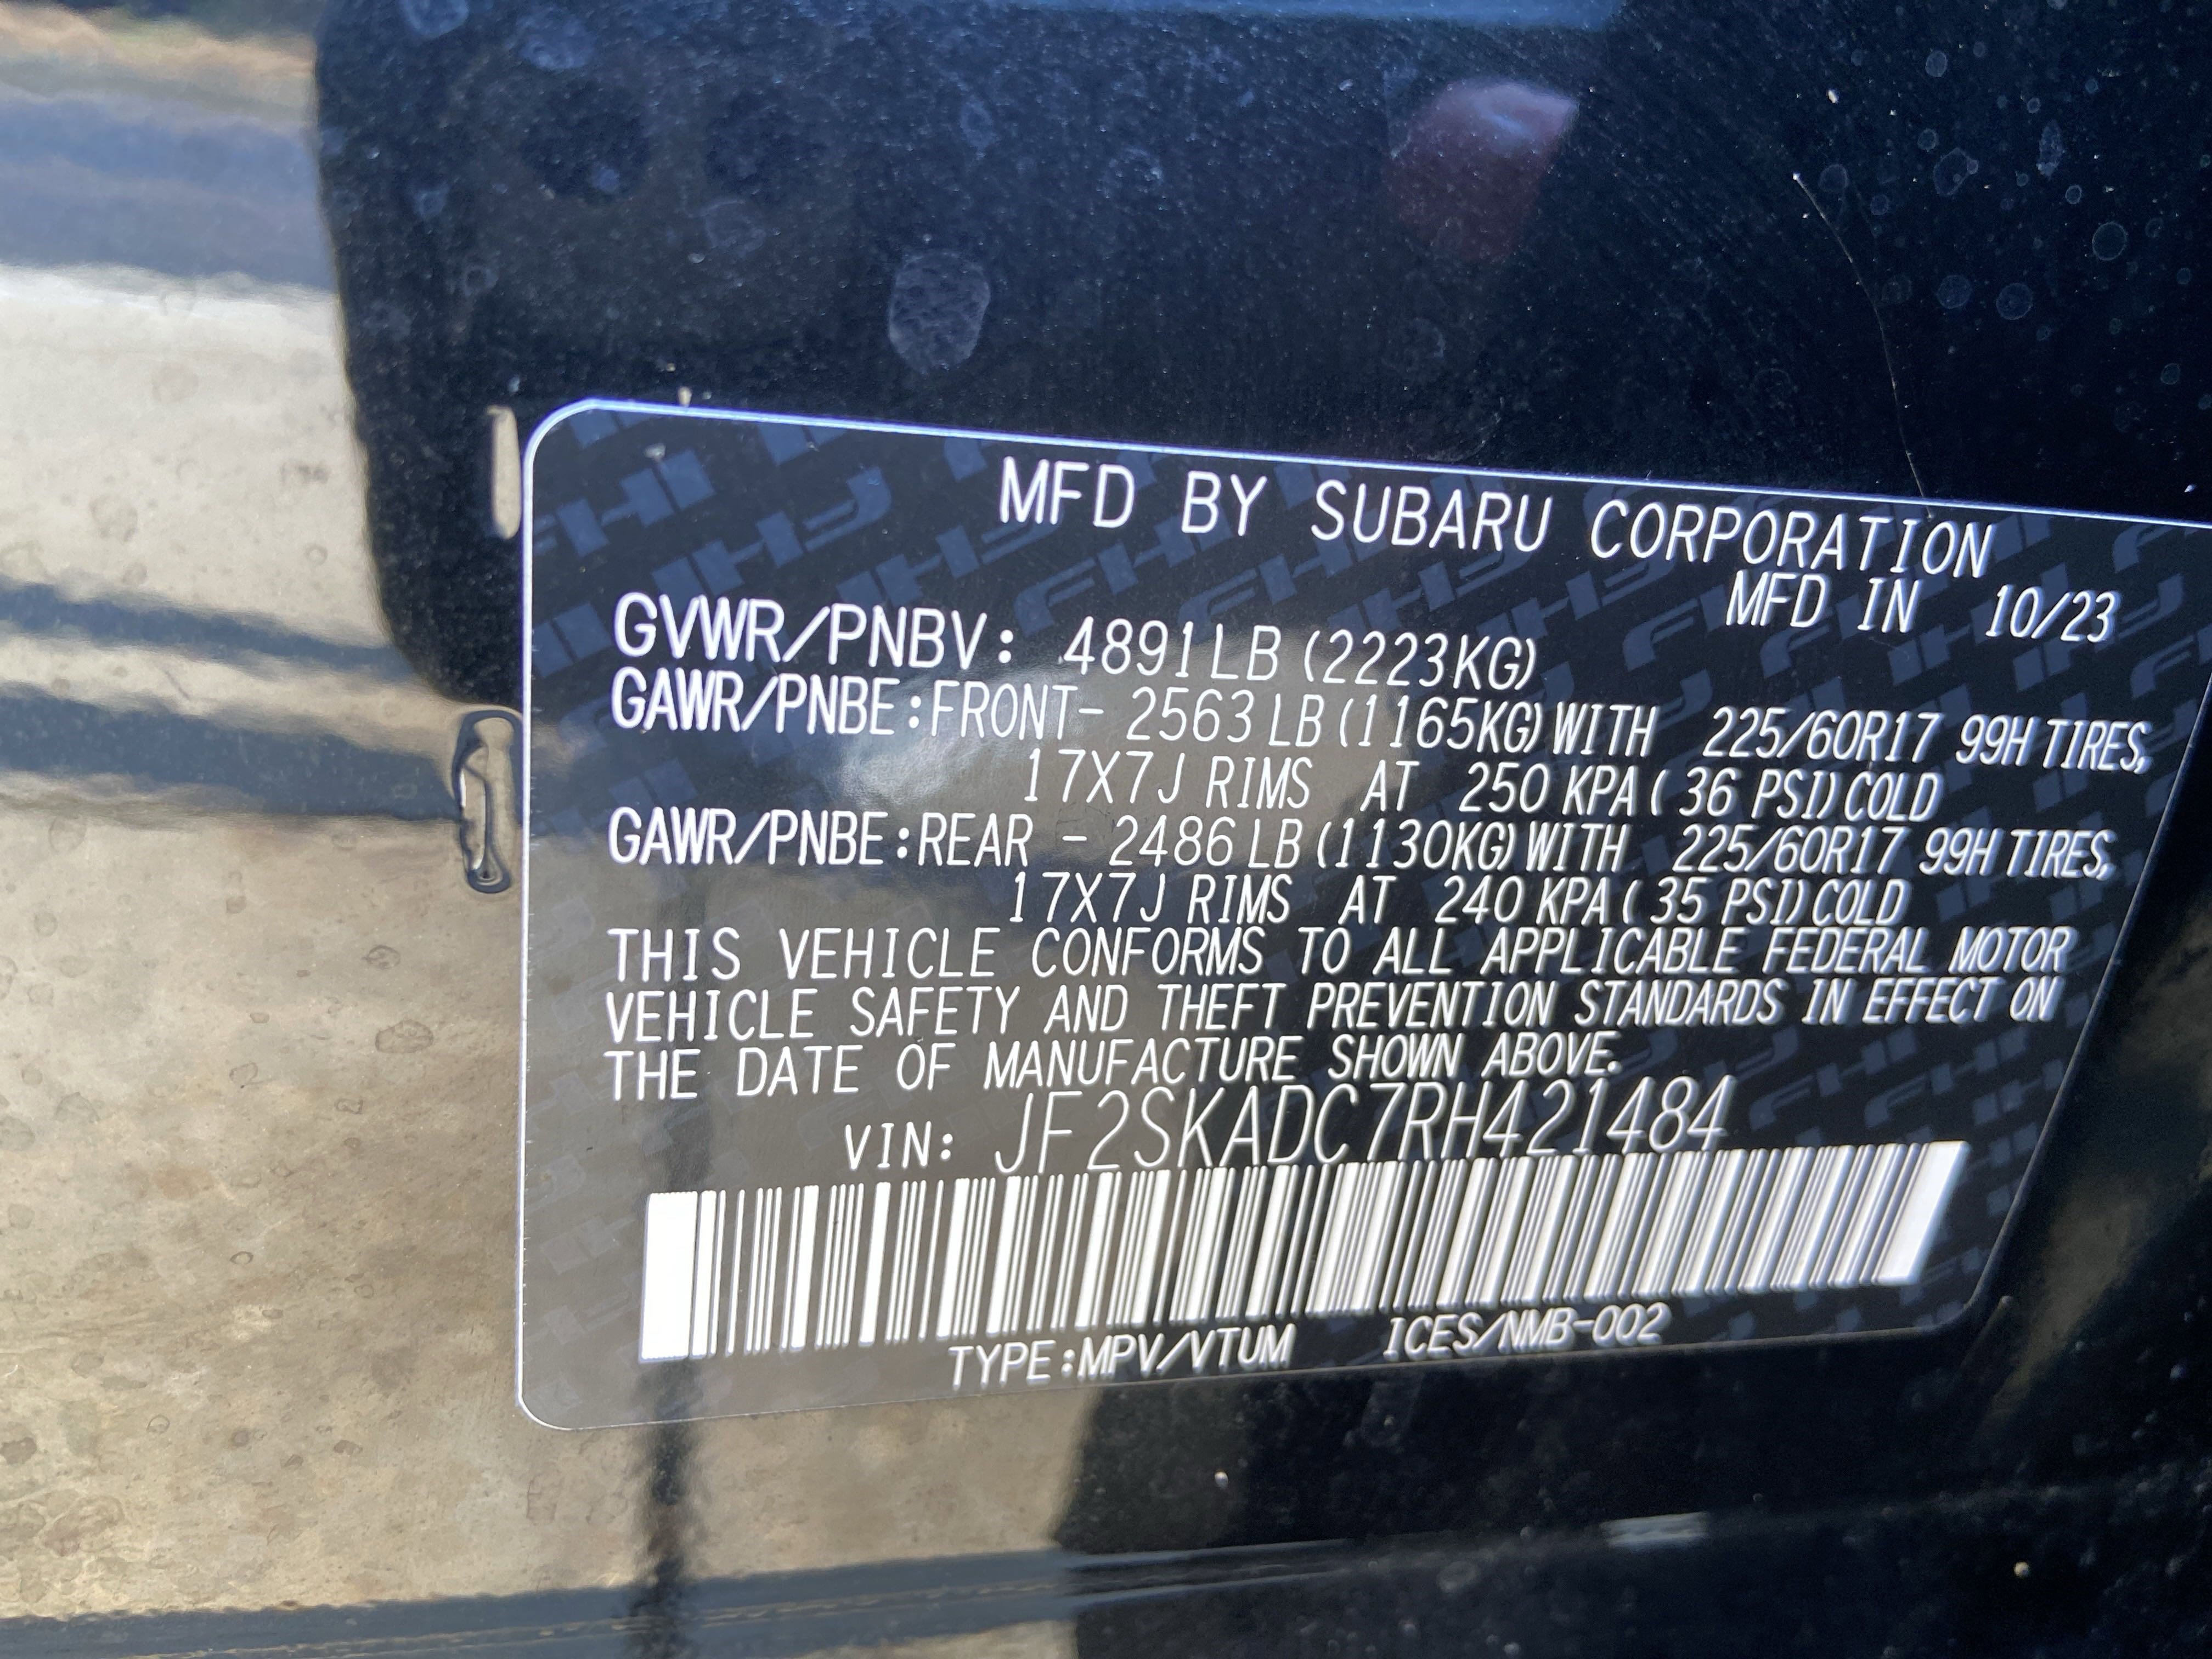 MFD BY SUBARU CORPORATION
MFD IN 10/23
GVWR/PNBV: 4891LB (2223KG)
GAWR/PNBE:FRONT- 2563 LB (1165KG) WITH 225/60R17 99H TIRES,
17X7J RIMS AT 250 KPA ( 36 PSI) COLD
GAWR/PNBE:REAR - 2486 LB (1130KG) WITH 225/60R17 99H TIRES,
17X7J RIMS AT 240 KPA ( 35 PSI) COLD
THIS VEHICLE CONFORMS TO ALL APPLICABLE FEDERAL MOTOR
VEHICLE SAFETY AND THEFT PREVENTION STANDARDS IN EFFECT ON
THE DATE OF MANUFACTURE SHOWN ABOVE.
VIN: JF2SKADC7RH421484
TYPE:MPV/VTUM ICES/NMB-002